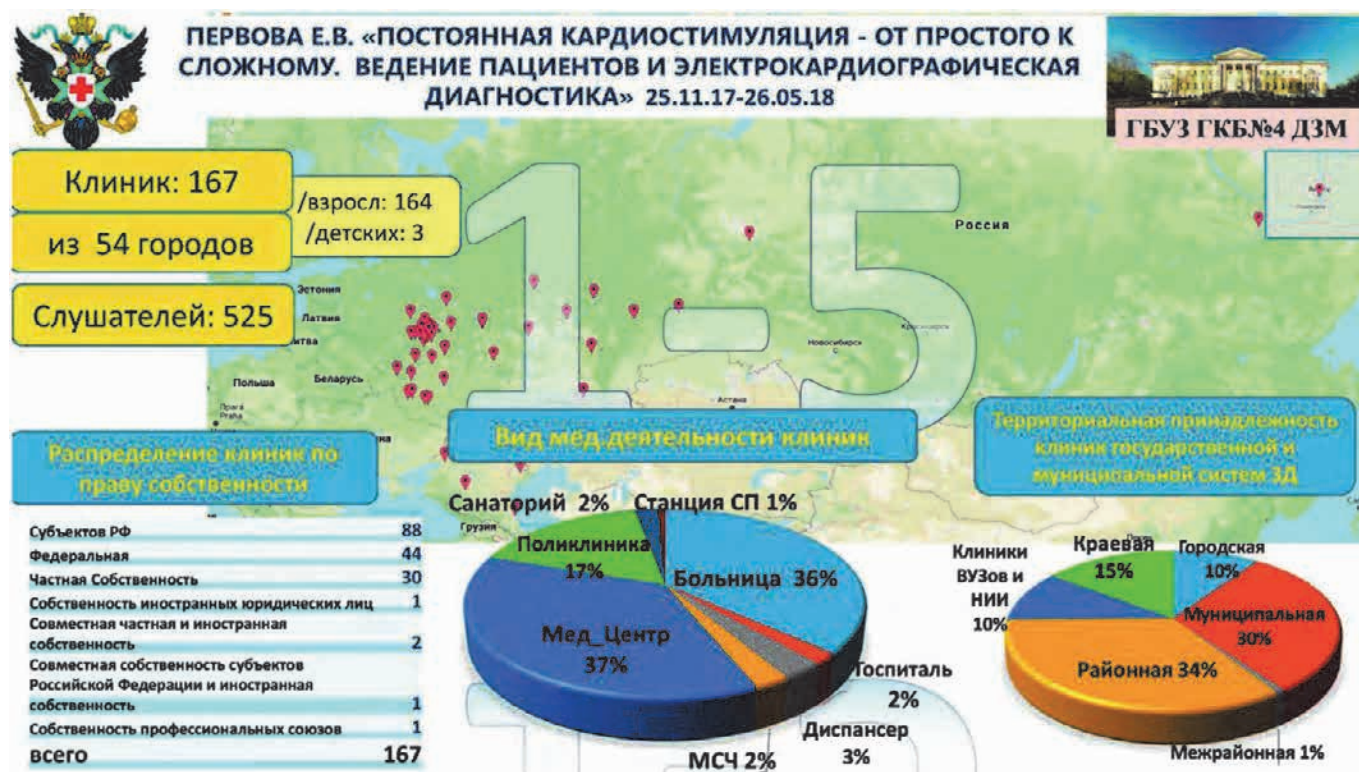 ПЕРВОВА Е.В. «ПОСТОЯННАЯ КАРДИОСТИМУЛЯЦИЯ - ОТ ПРОСТОГО К
СЛОЖНОМУ. ВЕДЕНИЕ ПАЦИЕНТОВ И ЭЛЕКТРОКАРДИОГРАФИЧЕСКАЯ
ДИАГНОСТИКА» 25.11.17-26.05.18
ГБУЗ ГКБ№4 ДЗМ
Клиник: 167
из 54 городов
/взросл: 164
/детских: 3
Слушателей: 525
1-5
Россия
Эстония
Латвия
итва
Польша
Беларусь
Прага
Praha
Новосибирск
Красноярск
Астана
Грузия
Распределение клиник по
праву собственности
Субъектов РФ 88
Федеральная 44
Частная Собственность 30
Собственность иностранных юридических лиц 1
Совместная частная и иностранная
собственность 2
Совместная собственность субъектов
Российской Федерации и иностранная
собственность 1
Собственность профессиональных союзов 1
всего 167
Вид мед.деятельности клиник
Санаторий 2%
Станция СП 1%
Поликлиника
17%
Больница 36%
Мед_Центр
37%
Госпиталь
2%
Диспансер
3%
МСЧ 2%
Территориальная принадлежность
клиник государственной и
муниципальной систем ЗД
Клиники
ВУЗов и
НИИ
10%
Краевая
15%
Городская
10%
Муниципальная
30%
Районная 34%
Межрайонная 1%